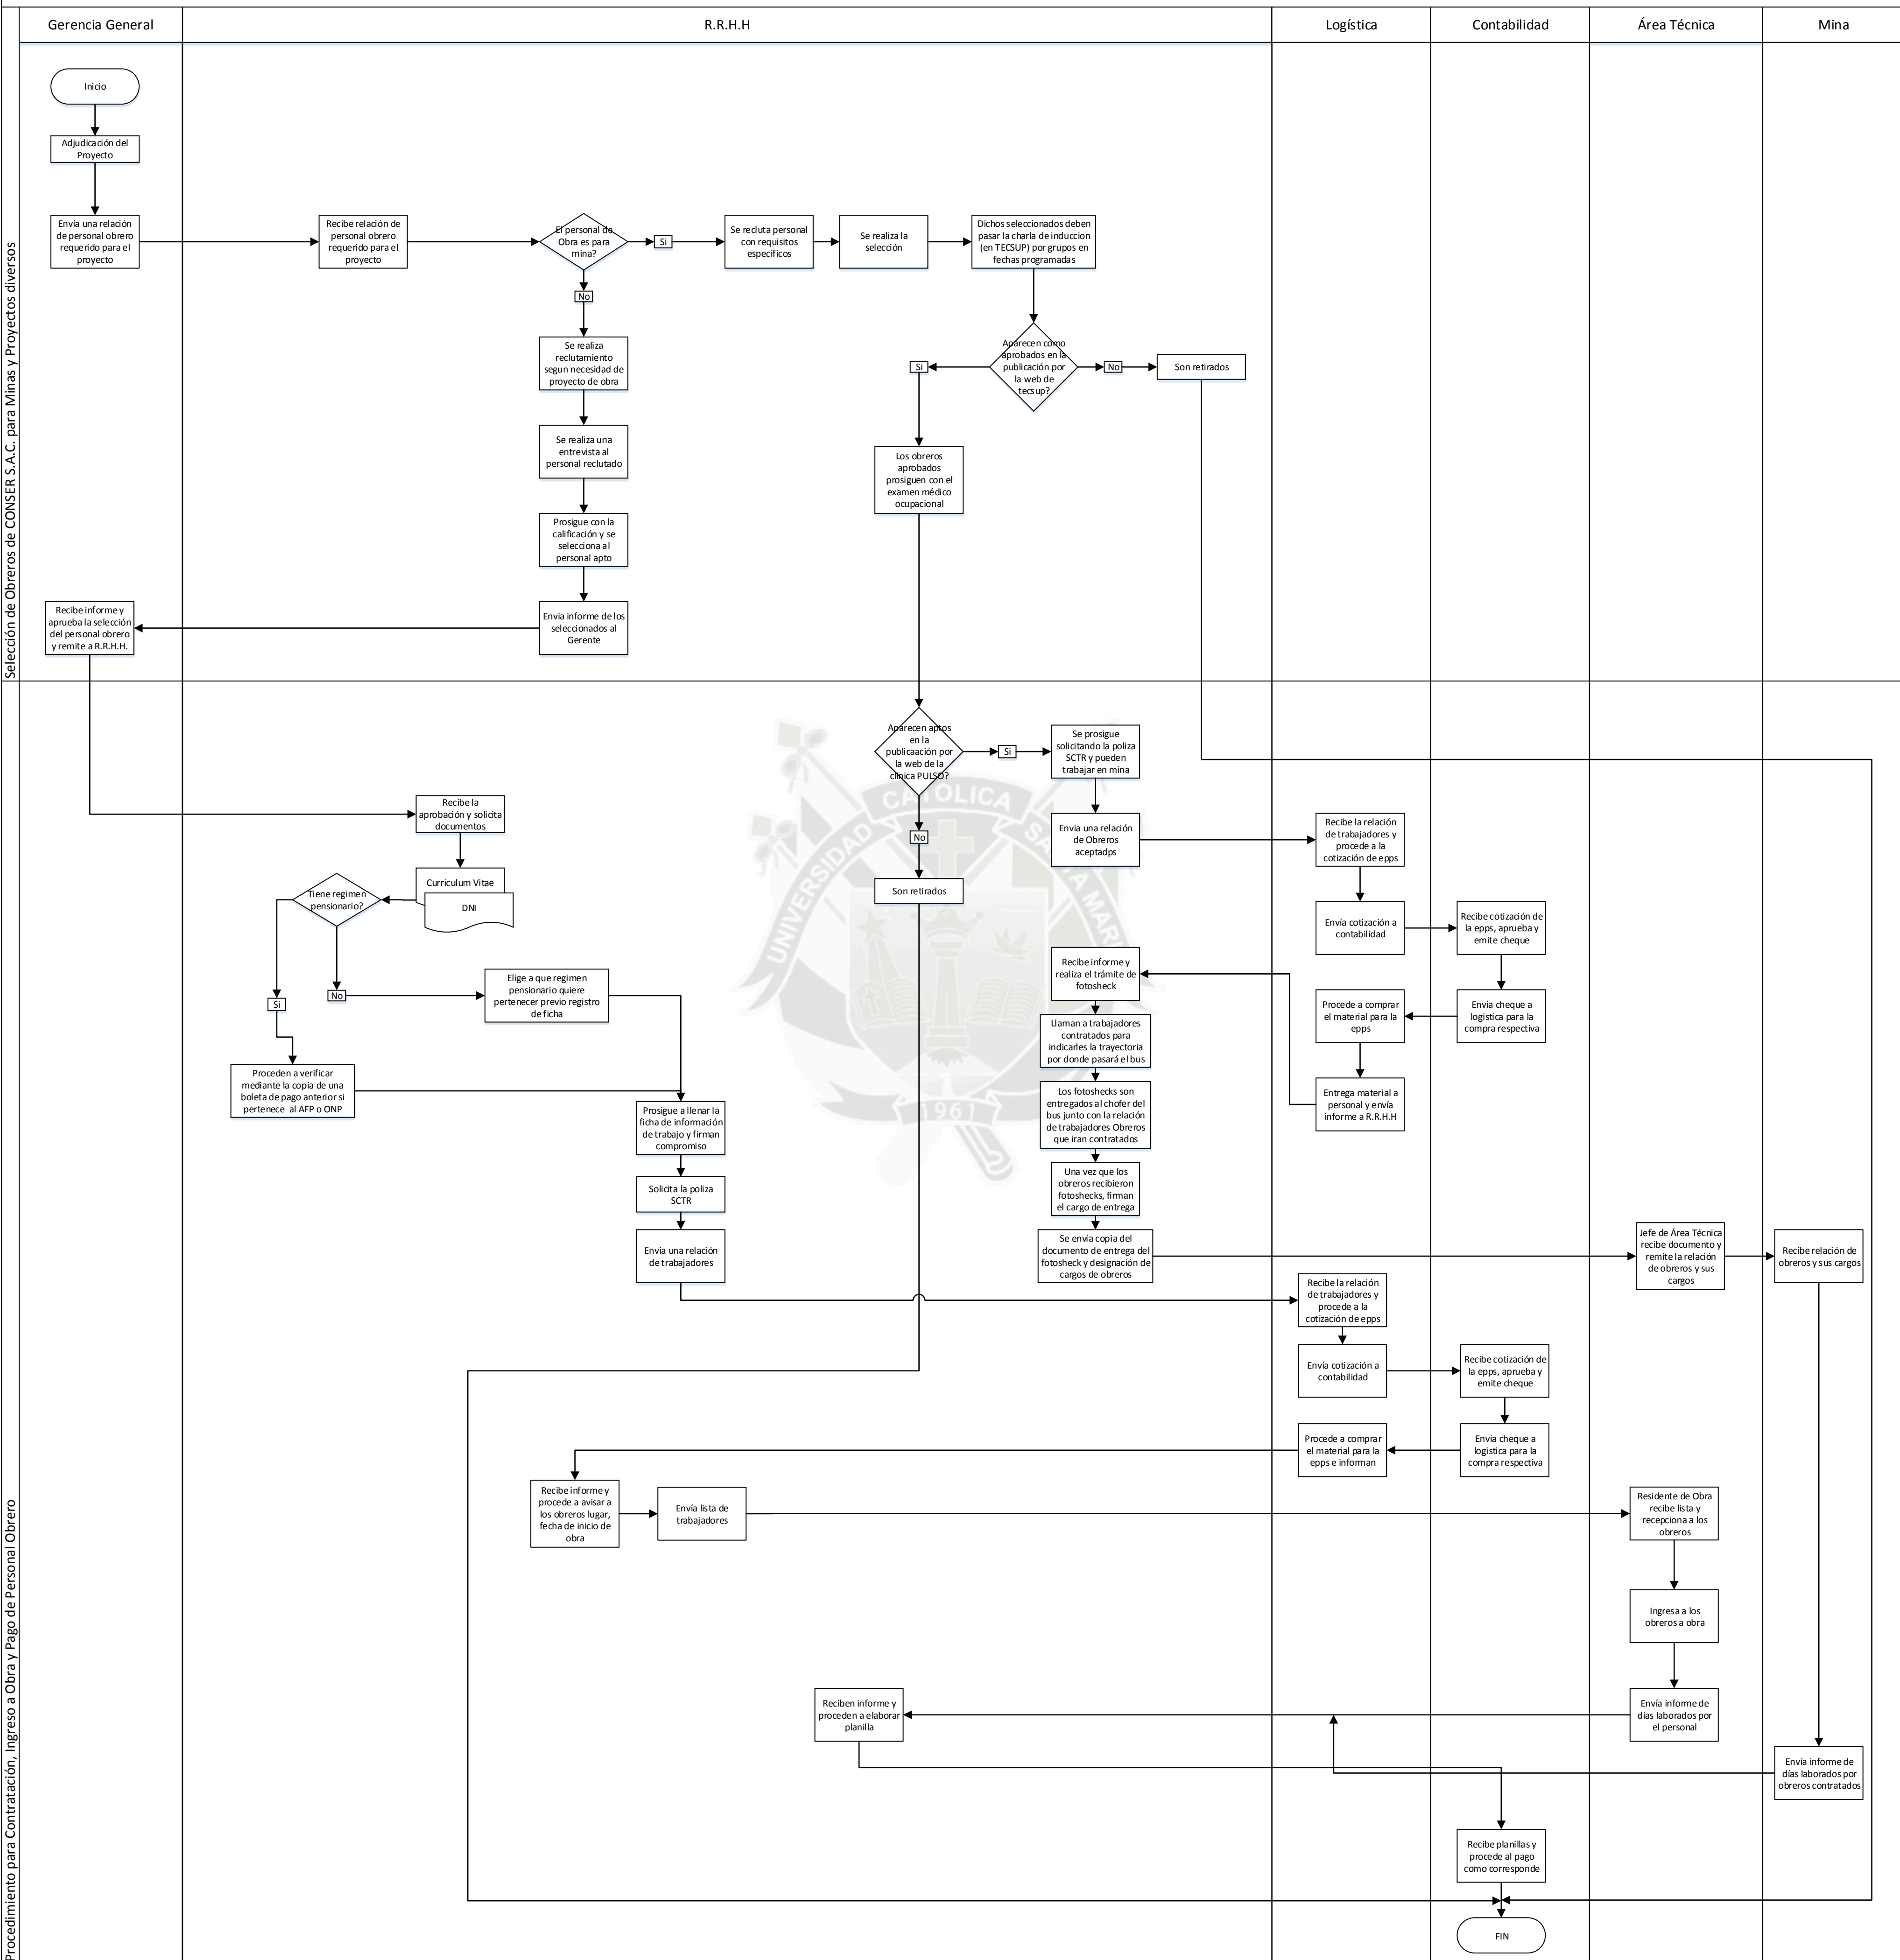 Gerencia General
R.R.H.H
Logística
Contabilidad
Área Técnica
Mina
Selección de Obreros de CONSER S.A.C. para Minas y Proyectos diversos
Inicio
Adjudicación del
Proyecto
Envía una relación
de personal obrero
requerido para el
proyecto
Recibe relación de
personal obrero
requerido para el
proyecto
El personal de
Obra es para
mina?
Si
Se recluta personal
con requisitos
especificos
Se realiza la
selección
Dichos seleccionados deben
pasar la charla de induccion
(en TECSUP) por grupos en
fechas programadas
No
Se realiza
reclutamiento
segun necesidad de
proyecto de obra
Aparecen como
aprobados en la
publicación por
la web de
tecsup?
Si
No
Son retirados
Se realiza una
entrevista al
personal reclutado
Los obreros
aprobados
prosiguen con el
examen médico
ocupacional
Prosigue con la
calificación y se
selecciona al
personal apto
Envia informe de los
seleccionados al
Gerente
Recibe informe y
aprueba la selección
del personal obrero
y remite a R.R.H.H.
Procedimiento para Contratación, Ingreso a Obra y Pago de Personal Obrero
Aparecen aptos
en la
publicaación por
la web de la
clinica PULSO?
Si
Se prosigue
solicitando la poliza
SCTR y pueden
trabajar en mina
No
Son retirados
Envia una relación
de Obreros
aceptadps
Recibe la relación
de trabajadores y
procede a la
cotización de epps
Envía cotización a
contabilidad
Recibe cotización de
la epps, aprueba y
emite cheque
Envia cheque a
logistica para la
compra respectiva
Procede a comprar
el material para la
epps
Entrega material a
personal y envía
informe a R.R.H.H
Recibe la
aprobación y solicita
documentos
Curriculum Vitae
DNI
Tiene regimen
pensionario?
Si
No
Elige a que regimen
pensionario quiere
pertenecer previo registro
de ficha
Proceden a verificar
mediante la copia de una
boleta de pago anterior si
pertenece al AFP o ONP
Prosigue a llenar la
ficha de información
de trabajo y firman
compromiso
Solicita la poliza
SCTR
Envia una relación
de trabajadores
Recibe informe y
realiza el trámite de
fotosheck
Llaman a trabajadores
contratados para
indicarles la trayectoria
por donde pasará el bus
Los fotoshecks son
entregados al chofer del
bus junto con la relación
de trabajadores Obreros
que iran contratados
Una vez que los
obreros recibieron
fotoshecks, firman
el cargo de entrega
Se envía copia del
documento de entrega del
fotosheck y designación de
cargos de obreros
Jefe de Área Técnica
recibe documento y
remite la relación
de obreros y sus
cargos
Recibe relación de
obreros y sus cargos
Recibe la relación
de trabajadores y
procede a la
cotización de epps
Envía cotización a
contabilidad
Recibe cotización de
la epps, aprueba y
emite cheque
Envia cheque a
logistica para la
compra respectiva
Procede a comprar
el material para la
epps e informan
Recibe informe y
procede a avisar a
los obreros lugar,
fecha de inicio de
obra
Envía lista de
trabajadores
Residente de Obra
recibe lista y
recepciona a los
obreros
Ingresa a los
obreros a obra
Envía informe de
días laborados por
el personal
Reciben informe y
proceden a elaborar
planilla
Envía informe de
días laborados por
obreros contratados
Recibe planillas y
procede al pago
como corresponde
FIN
UNIVERSIDAD
CATOLICA
1961